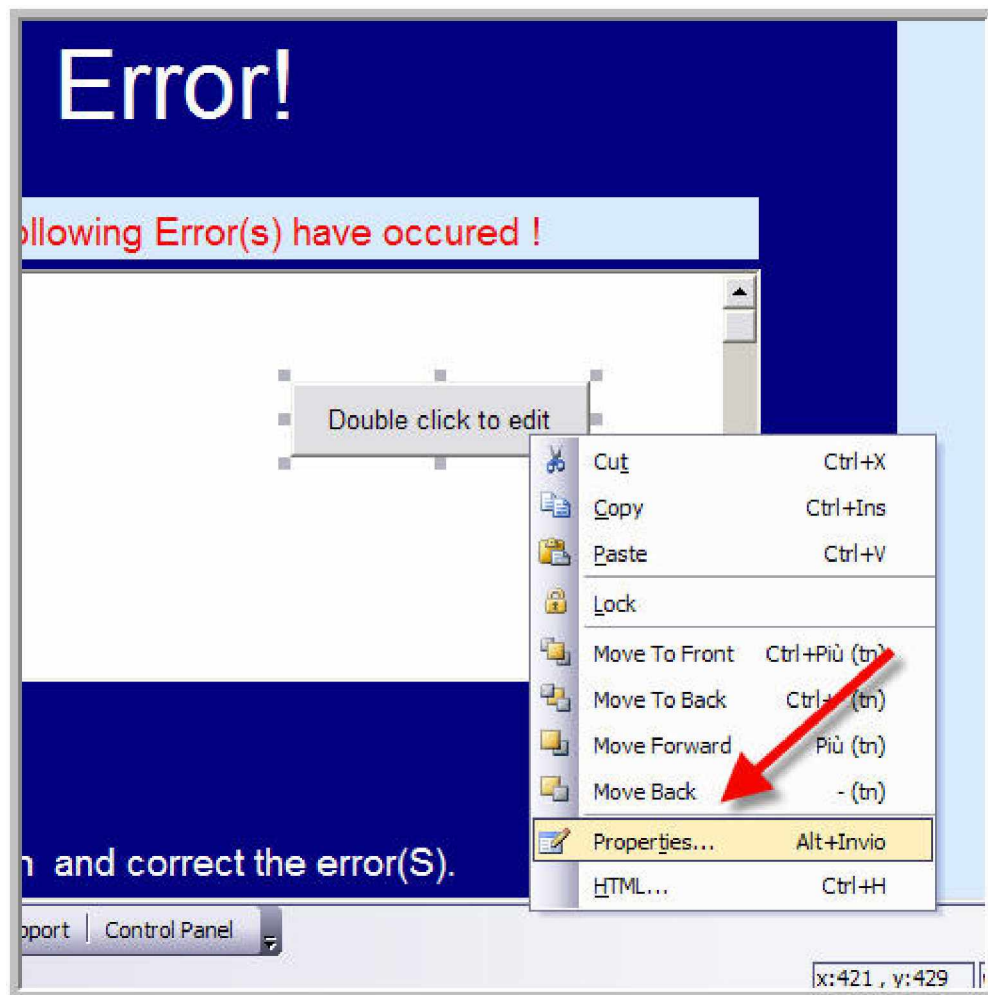 Error!
ollowing Error(s) have occured !
Double click to edit
Cut Ctrl+X
Copy Ctrl+Ins
Paste Ctrl+V
Lock
Move To Front Ctrl+Più (tn)
Move To Back Ctrl+- (tn)
Move Forward Più (tn)
Move Back - (tn)
Properties... Alt+Invio
HTML... Ctrl+H
and correct the error(S).
pport Control Panel
x:421 , y:429